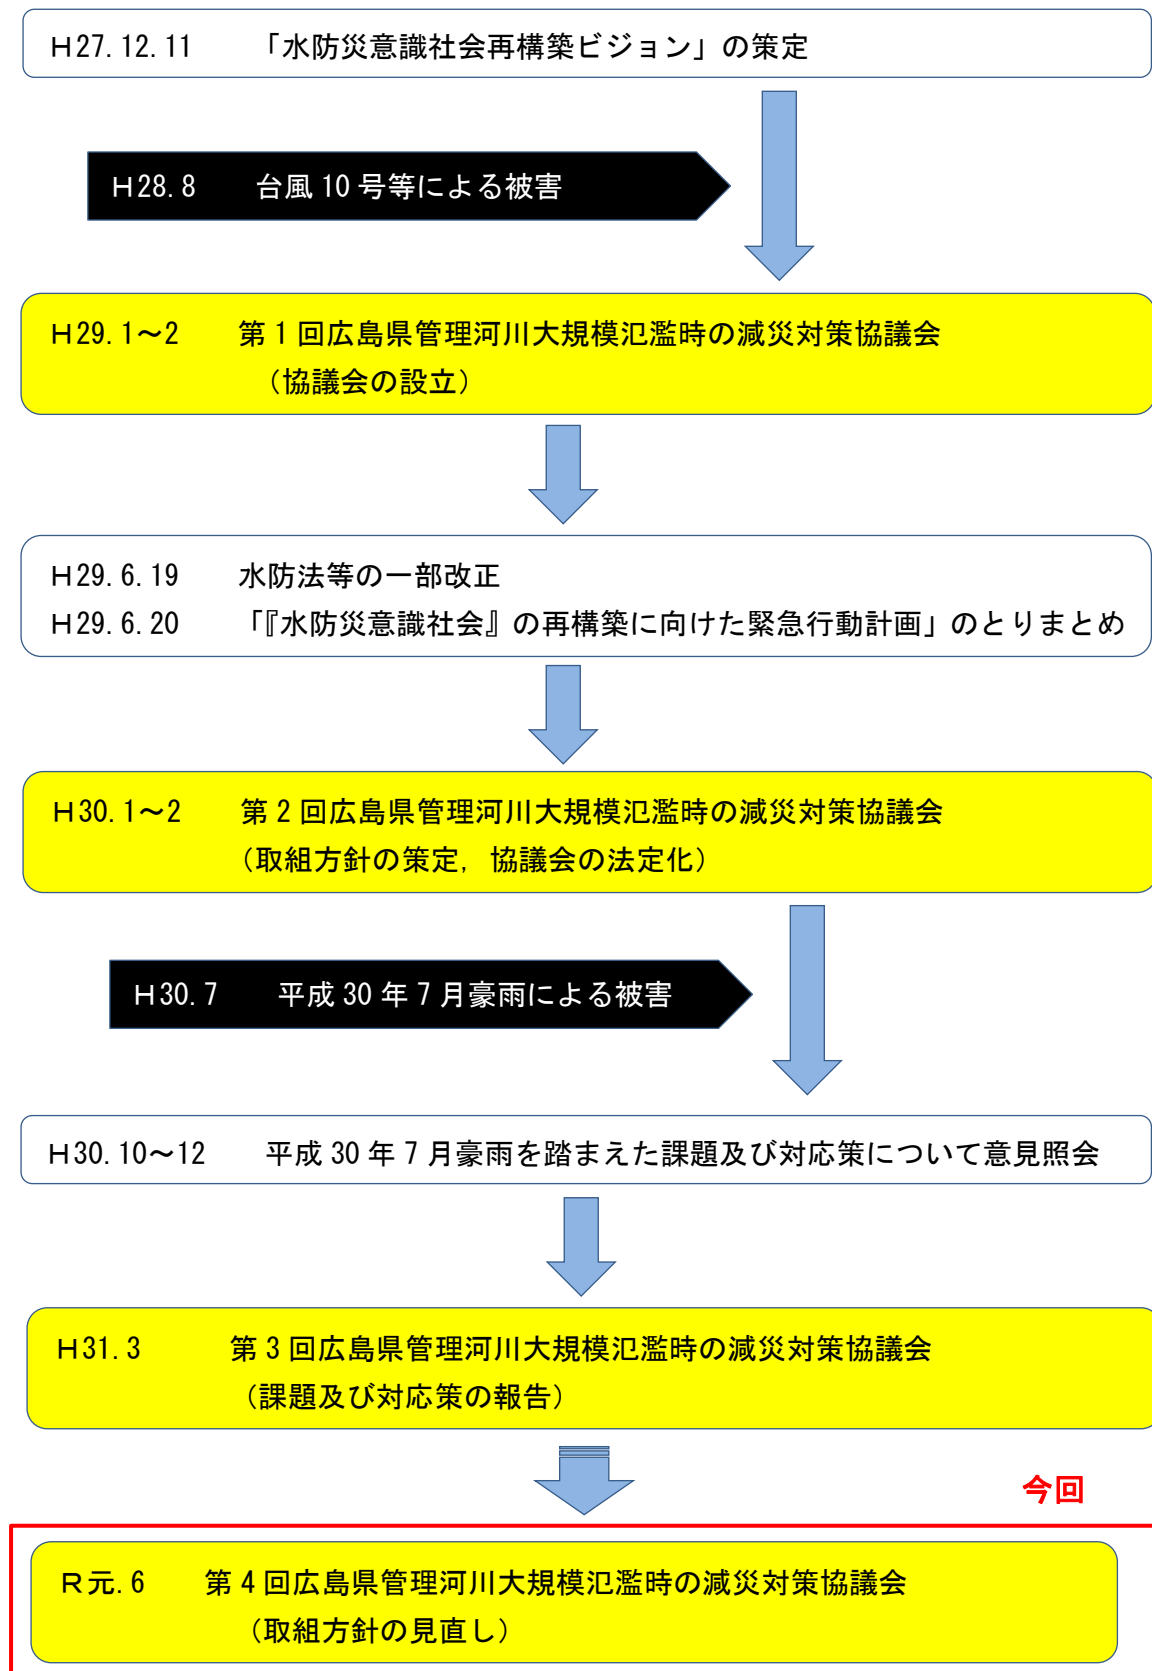 H27.12.11　「水防災意識社会再構築ビジョン」の策定
H28.8　台風10号等による被害
H29.1～2　第1回広島県管理河川大規模氾濫時の減災対策協議会
（協議会の設立）
H29.6.19　水防法等の一部改正
H29.6.20　「『水防災意識社会』の再構築に向けた緊急行動計画」のとりまとめ
H30.1～2　第2回広島県管理河川大規模氾濫時の減災対策協議会
（取組方針の策定，協議会の法定化）
H30.7　平成30年7月豪雨による被害
H30.10～12　平成30年7月豪雨を踏まえた課題及び対応策について意見照会
H31.3　第3回広島県管理河川大規模氾濫時の減災対策協議会
（課題及び対応策の報告）
今回
R元.6　第4回広島県管理河川大規模氾濫時の減災対策協議会
（取組方針の見直し）